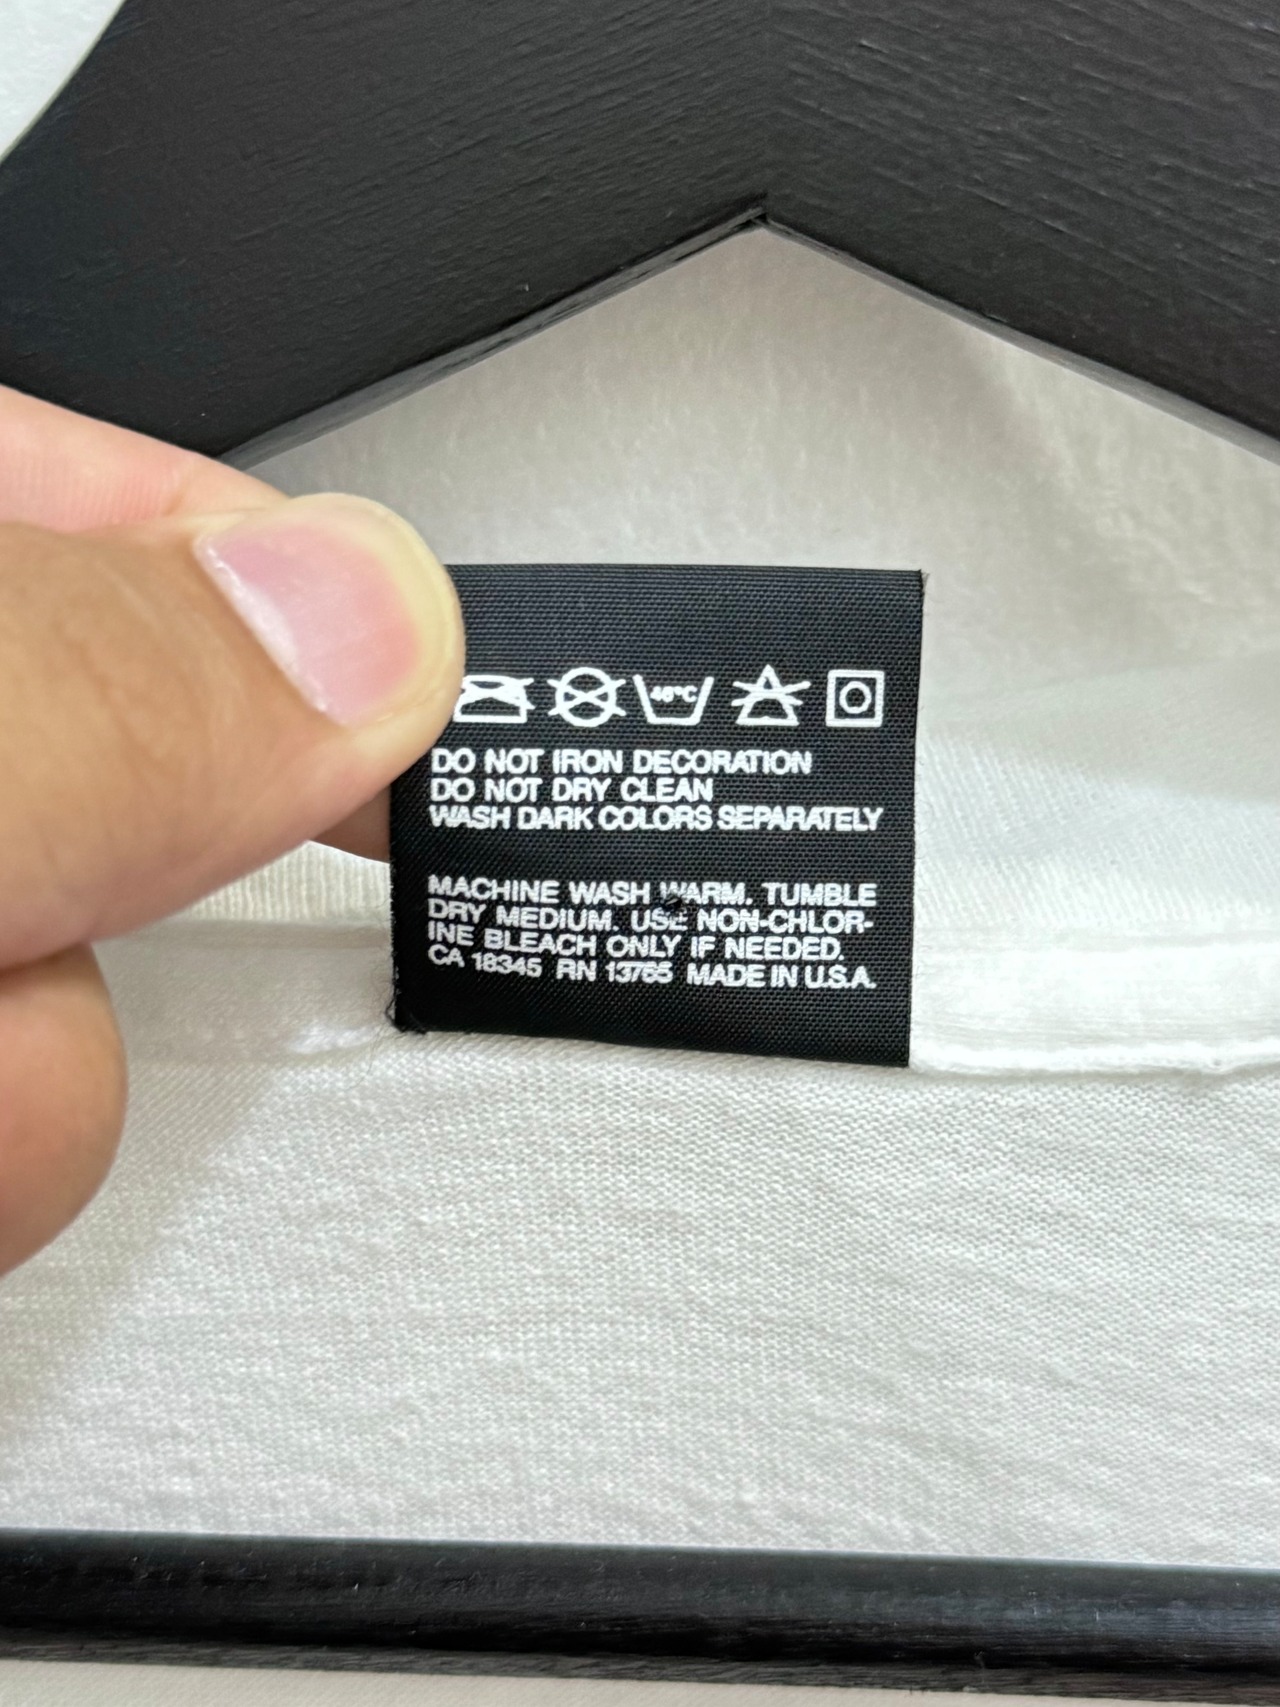 40°C
DO NOT IRON DECORATION
DO NOT DRY CLEAN
WASH DARK COLORS SEPARATELY
MACHINE WASH WARM. TUMBLE
DRY MEDIUM. USE NON-CHLOR-
INE BLEACH ONLY IF NEEDED.
CA 18345 RN 13765 MADE IN U.S.A.